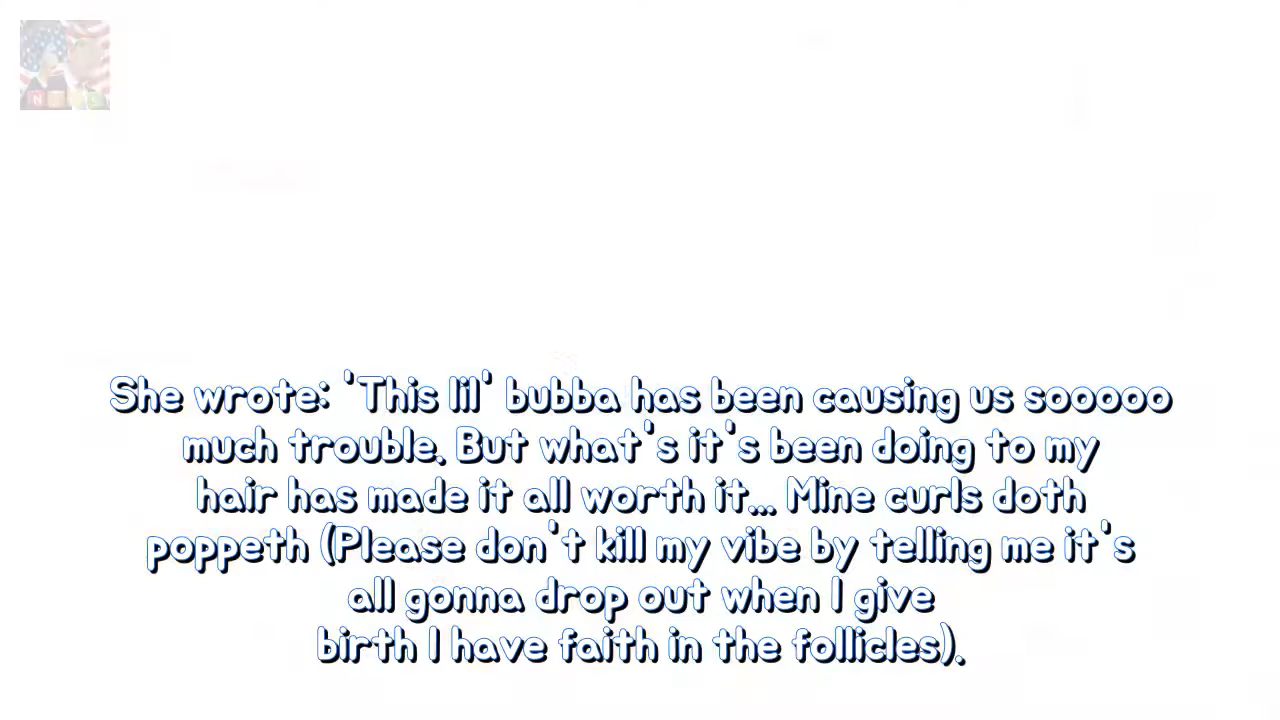 She wrote: 'This lil' bubba has been causing us sooooo
much trouble. But what's it's been doing to my
hair has made it all worth it... Mine curls doth
poppeth (Please don't kill my vibe by telling me it's
all gonna drop out when I give
birth I have faith in the follicles).